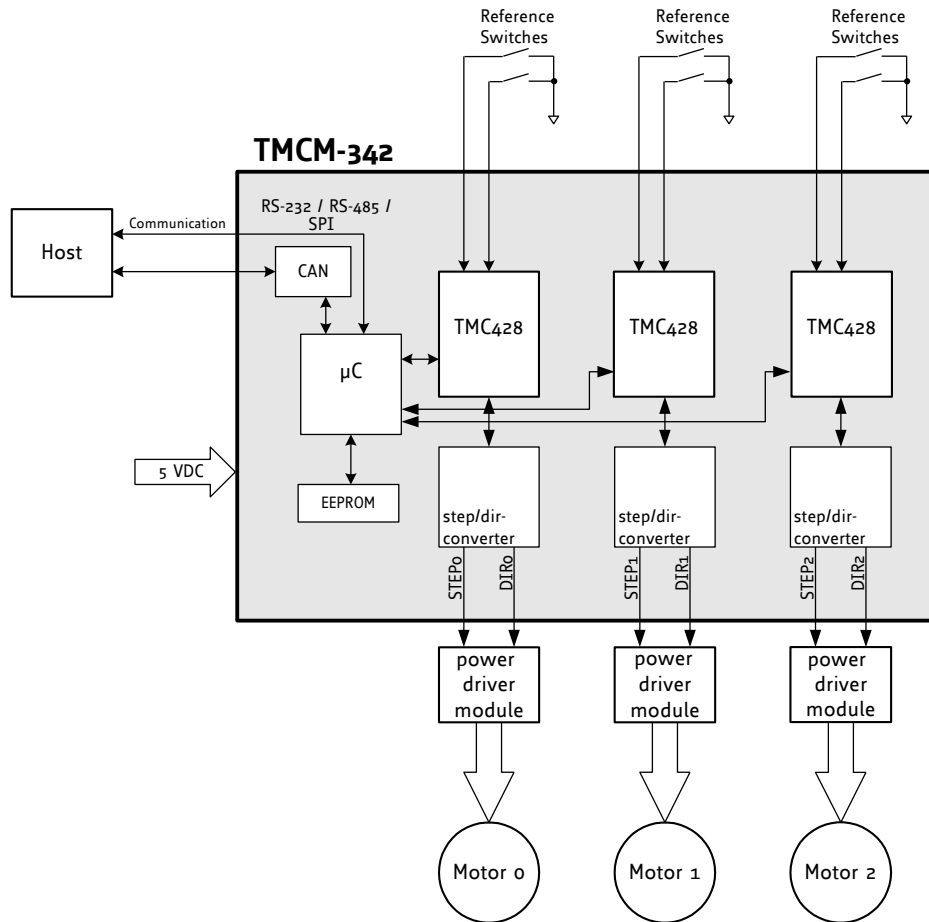 Reference
Switches
Reference
Switches
Reference
Switches
TMCM-342
RS-232 / RS-485 /
SPI
Communication
Host
CAN
TMC428
TMC428
TMC428
µC
5 VDC
EEPROM
step/dir-
converter
step/dir-
converter
step/dir-
converter
STEP0
DIR0
STEP1
DIR1
STEP2
DIR2
power
driver
module
power
driver
module
power
driver
module
Motor 0
Motor 1
Motor 2